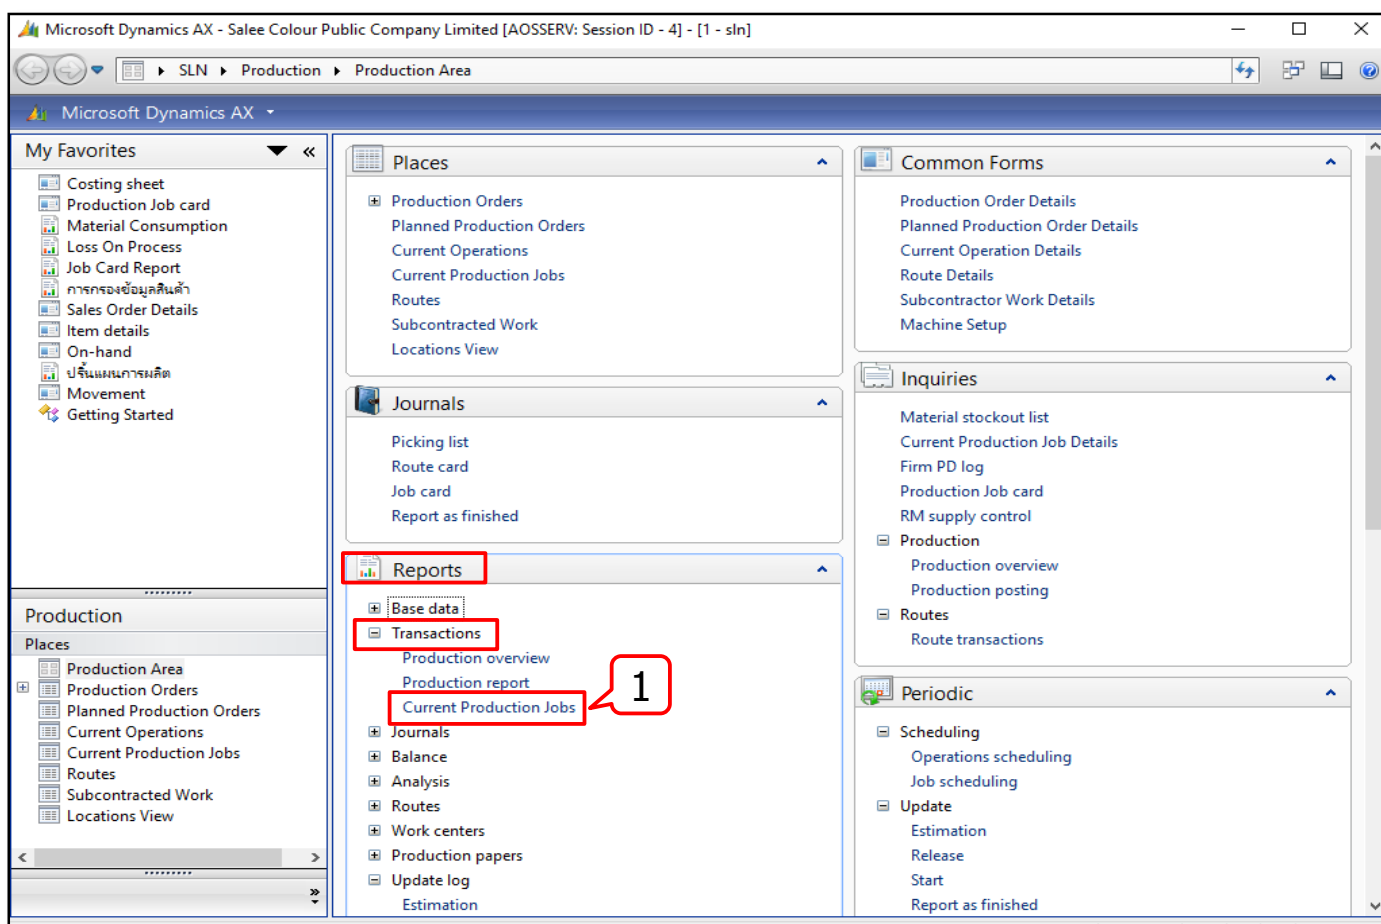 Microsoft Dynamics AX - Salee Colour Public Company Limited [AOSSERV: Session ID - 4] - [1 - sln]
SLN Production Production Area
Microsoft Dynamics AX
My Favorites
Costing sheet
Production Job card
Material Consumption
Loss On Process
Job Card Report
การกรองข้อมูลสินค้า
Sales Order Details
Item details
On-hand
ปริ้นแผนการผลิต
Movement
Getting Started
Production
Places
Production Area
Production Orders
Planned Production Orders
Current Operations
Current Production Jobs
Routes
Subcontracted Work
Locations View
Places
Production Orders
Planned Production Orders
Current Operations
Current Production Jobs
Routes
Subcontracted Work
Locations View
Journals
Picking list
Route card
Job card
Report as finished
Reports
Base data
Transactions
Production overview
Production report
Current Production Jobs
1
Journals
Balance
Analysis
Routes
Work centers
Production papers
Update log
Estimation
Common Forms
Production Order Details
Planned Production Order Details
Current Operation Details
Route Details
Subcontractor Work Details
Machine Setup
Inquiries
Material stockout list
Current Production Job Details
Firm PD log
Production Job card
RM supply control
Production
Production overview
Production posting
Routes
Route transactions
Periodic
Scheduling
Operations scheduling
Job scheduling
Update
Estimation
Release
Start
Report as finished